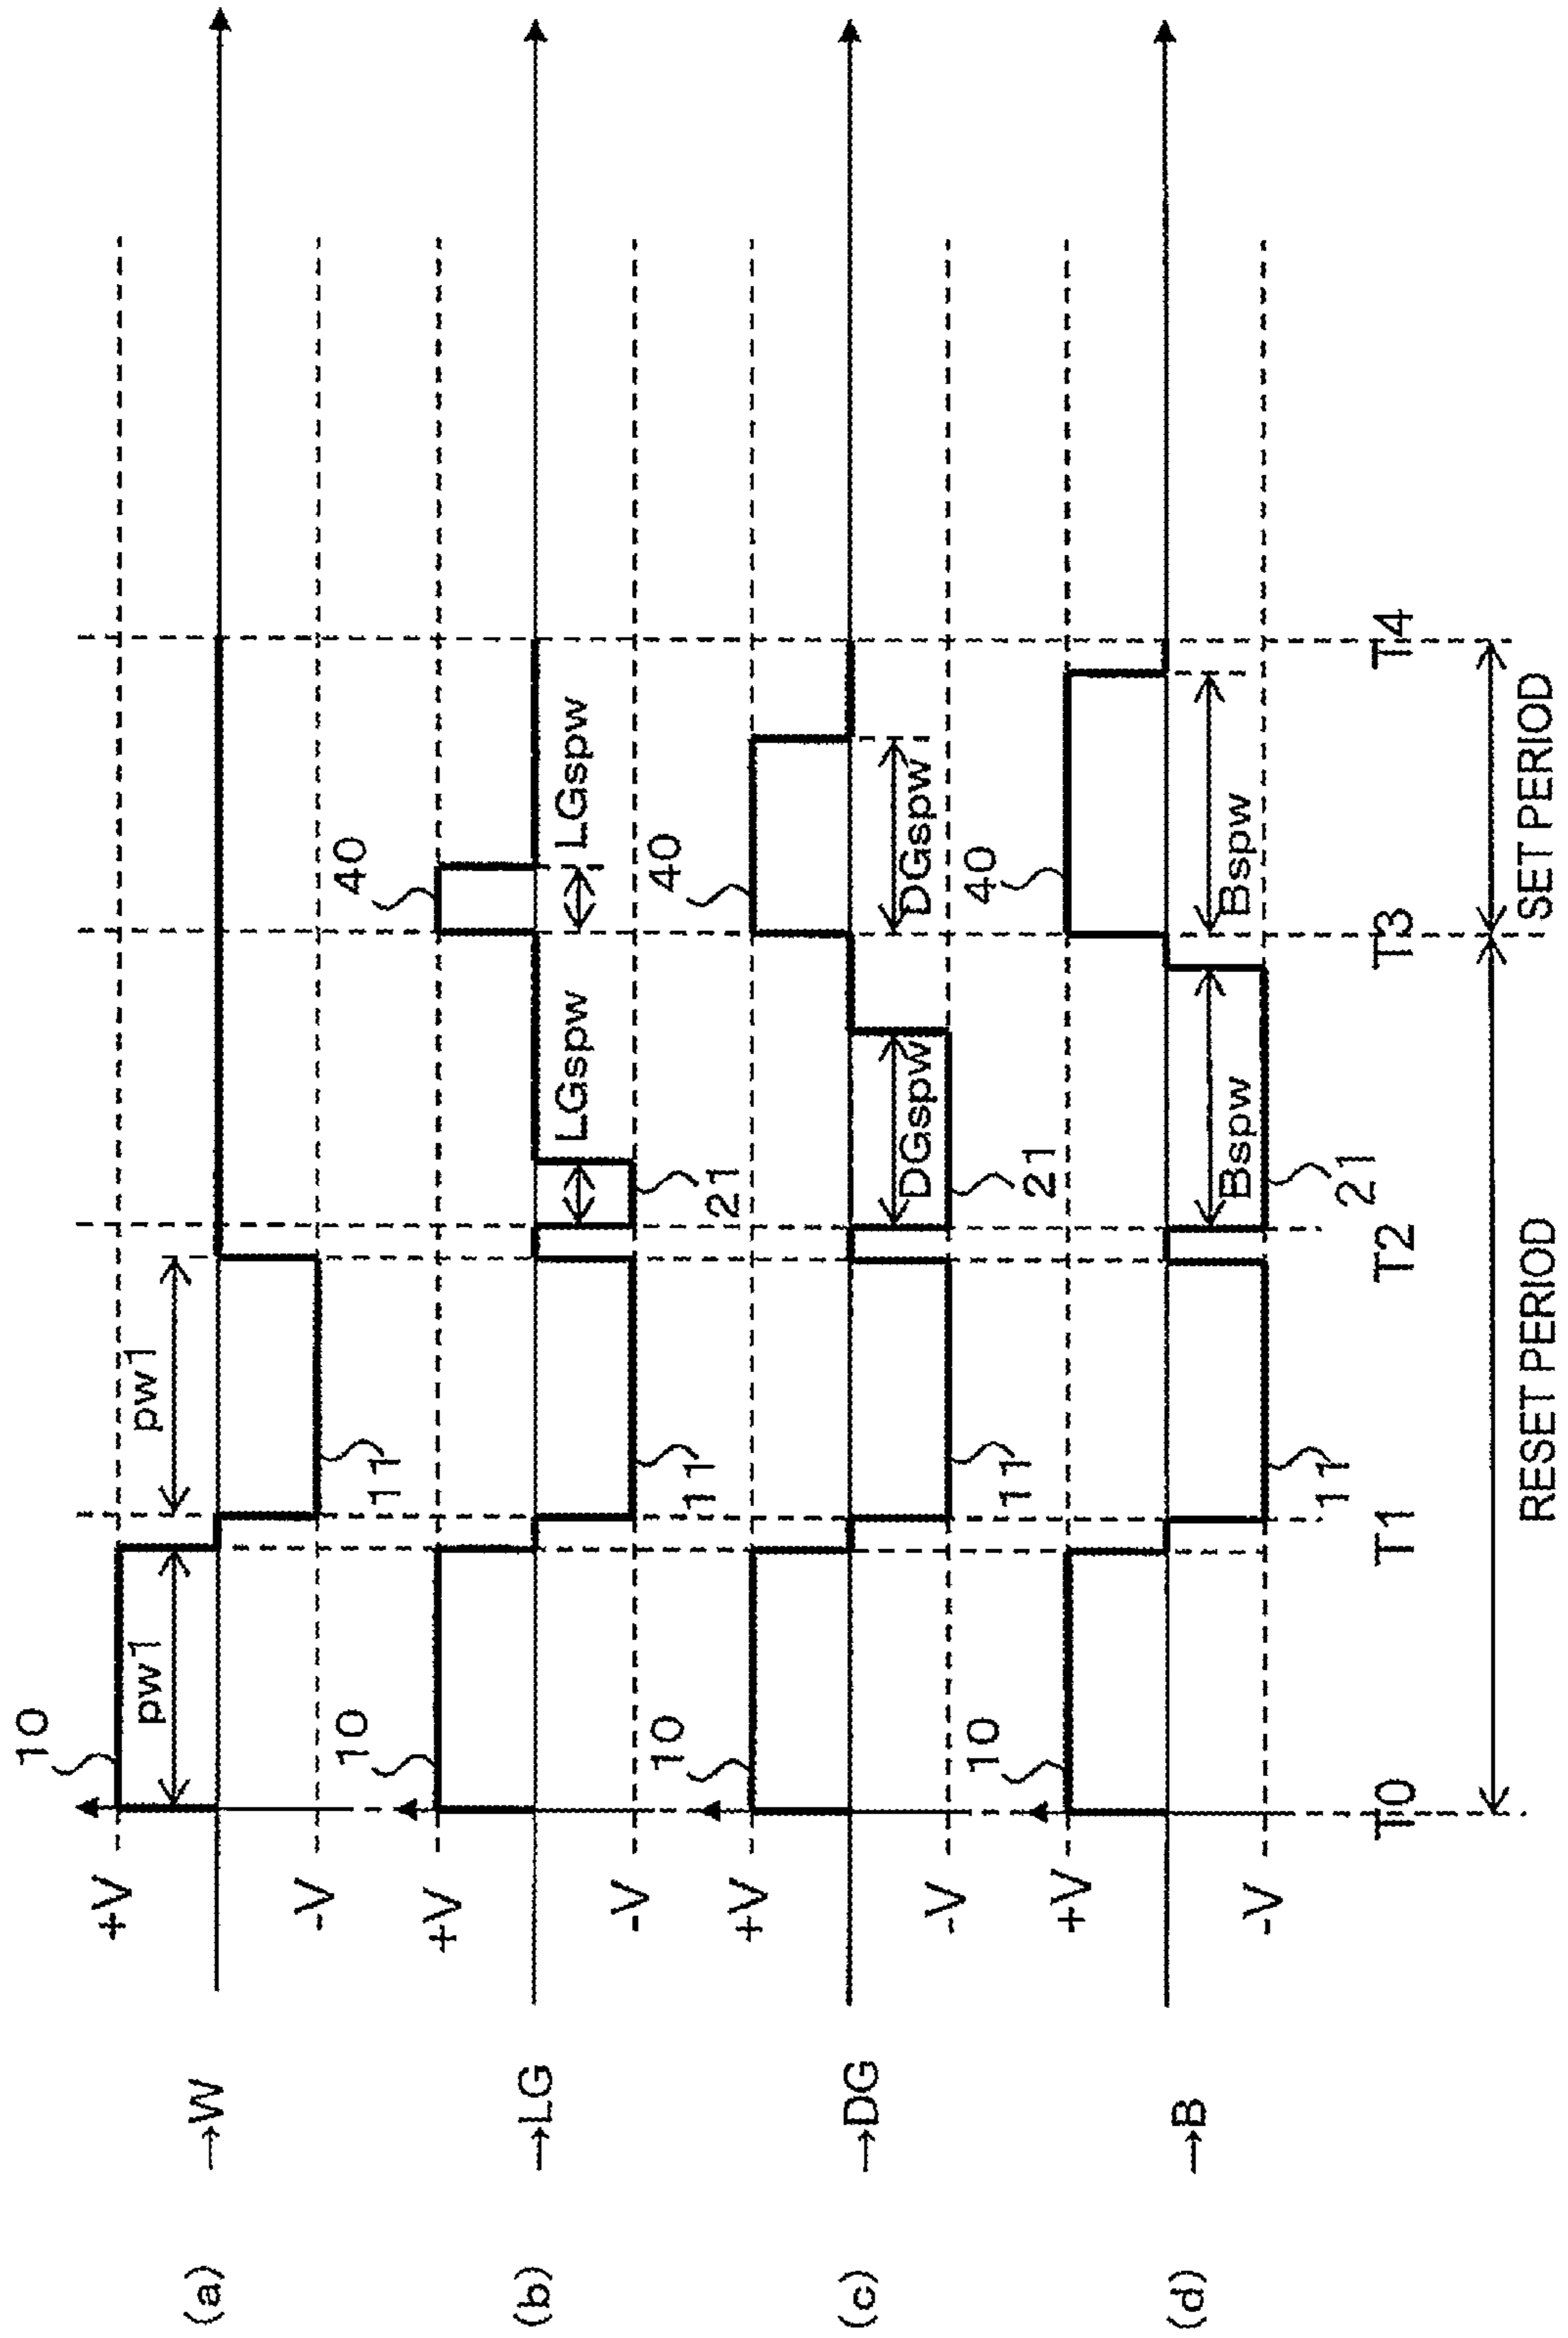 (a)
→W
+V
-V
10
pw1
pw1
11
(b)
→LG
+V
-V
10
11
21
LGspw
40
LGspw
(c)
→DG
+V
-V
10
11
21
DGspw
40
DGspw
(d)
→B
+V
-V
10
11
21
Bspw
40
Bspw
T0
T1
T2
T3
T4
RESET PERIOD
SET PERIOD